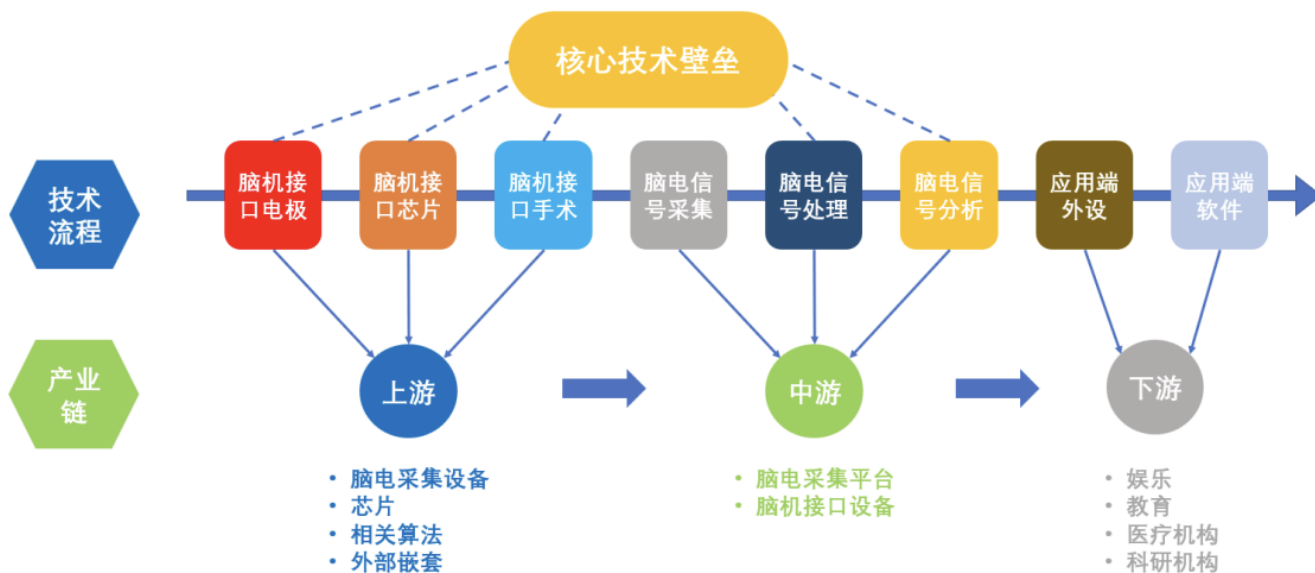 核心技术壁垒
技术
流程
脑机接
口电极
脑机接
口芯片
脑机接
口手术
脑电信
号采集
脑电信
号处理
脑电信
号分析
应用端
外设
应用端
软件
产业
链
上游
中游
下游
• 脑电采集设备
• 芯片
• 相关算法
• 外部嵌套
• 脑电采集平台
• 脑机接口设备
• 娱乐
• 教育
• 医疗机构
• 科研机构